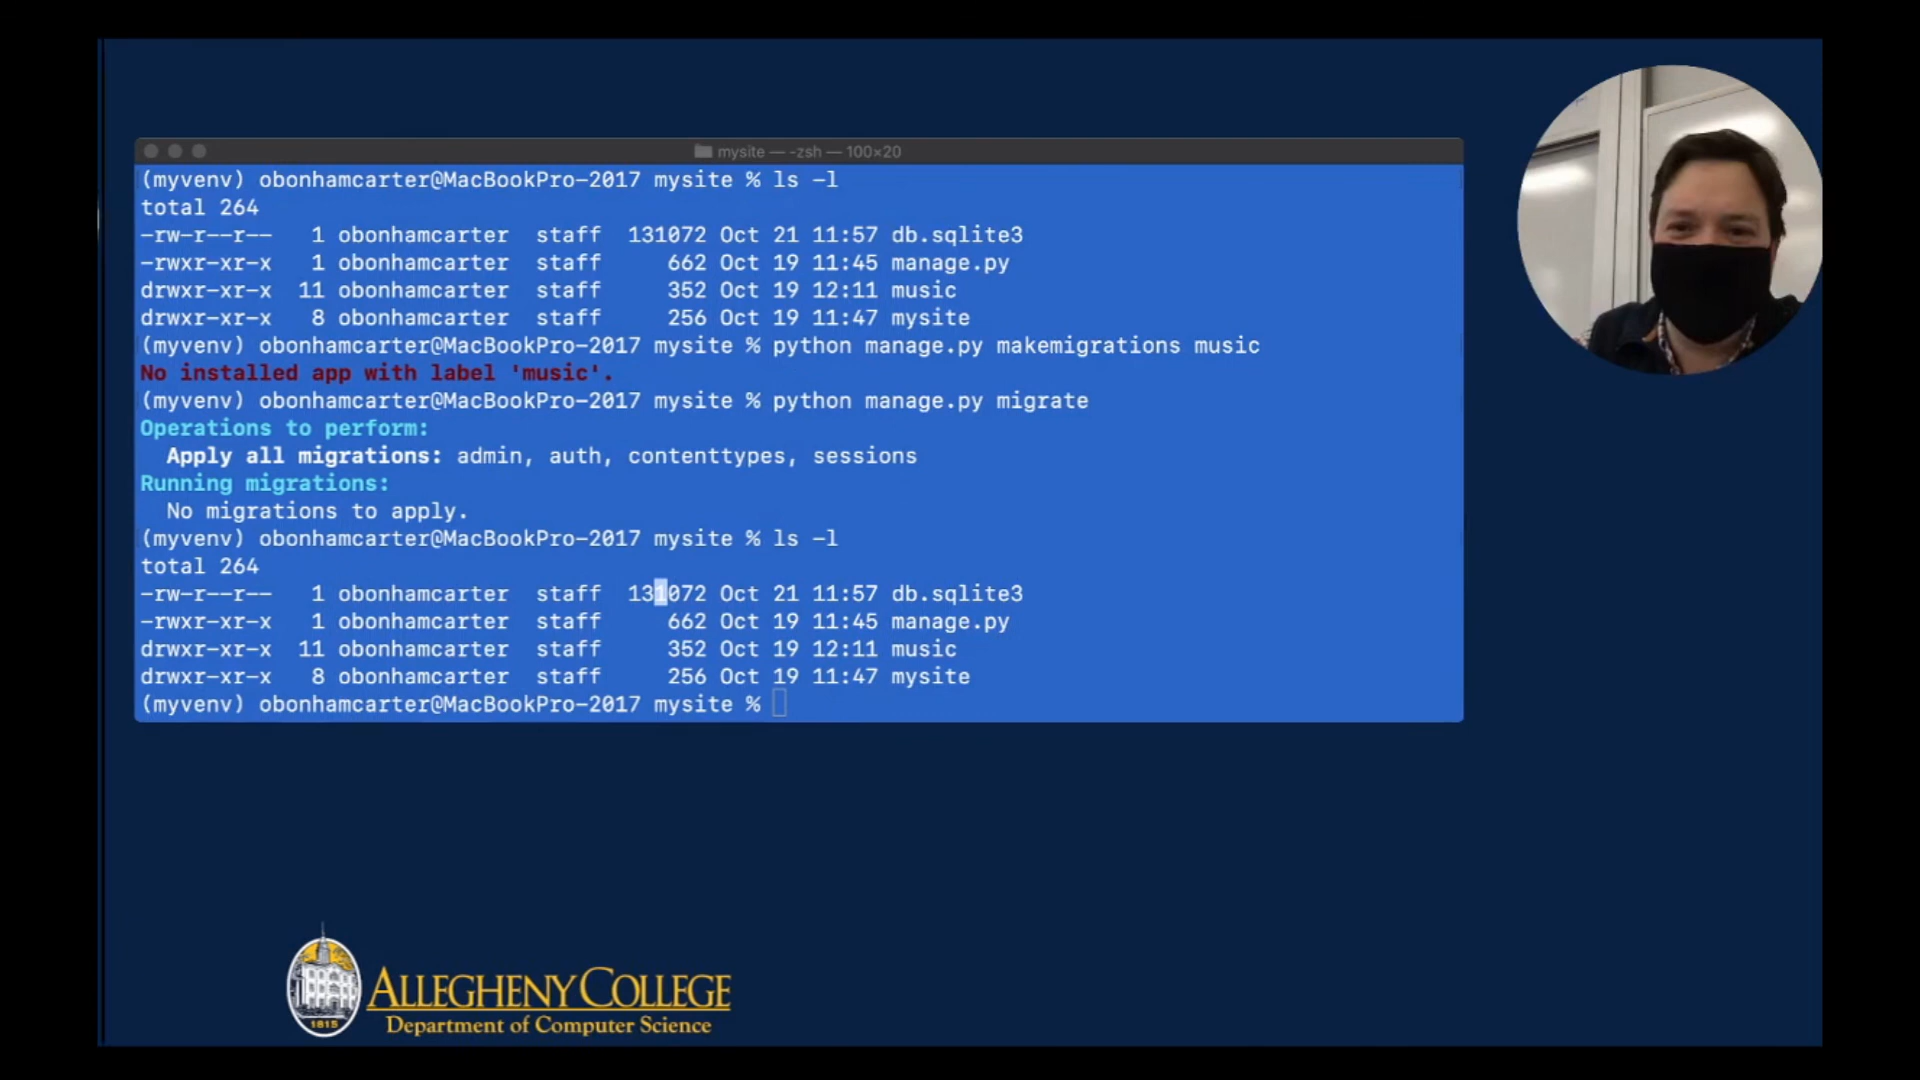 mysite — -zsh — 100×20
(myvenv) obonhamcarter@MacBookPro-2017 mysite % ls -l
total 264
-rw-r--r--   1 obonhamcarter  staff  131072 Oct 21 11:57 db.sqlite3
-rwxr-xr-x   1 obonhamcarter  staff     662 Oct 19 11:45 manage.py
drwxr-xr-x  11 obonhamcarter  staff     352 Oct 19 12:11 music
drwxr-xr-x   8 obonhamcarter  staff     256 Oct 19 11:47 mysite
(myvenv) obonhamcarter@MacBookPro-2017 mysite % python manage.py makemigrations music
No installed app with label 'music'.
(myvenv) obonhamcarter@MacBookPro-2017 mysite % python manage.py migrate
Operations to perform:
  Apply all migrations: admin, auth, contenttypes, sessions
Running migrations:
  No migrations to apply.
(myvenv) obonhamcarter@MacBookPro-2017 mysite % ls -l
total 264
-rw-r--r--   1 obonhamcarter  staff  131072 Oct 21 11:57 db.sqlite3
-rwxr-xr-x   1 obonhamcarter  staff     662 Oct 19 11:45 manage.py
drwxr-xr-x  11 obonhamcarter  staff     352 Oct 19 12:11 music
drwxr-xr-x   8 obonhamcarter  staff     256 Oct 19 11:47 mysite
(myvenv) obonhamcarter@MacBookPro-2017 mysite %
1815
ALLEGHENY COLLEGE
Department of Computer Science